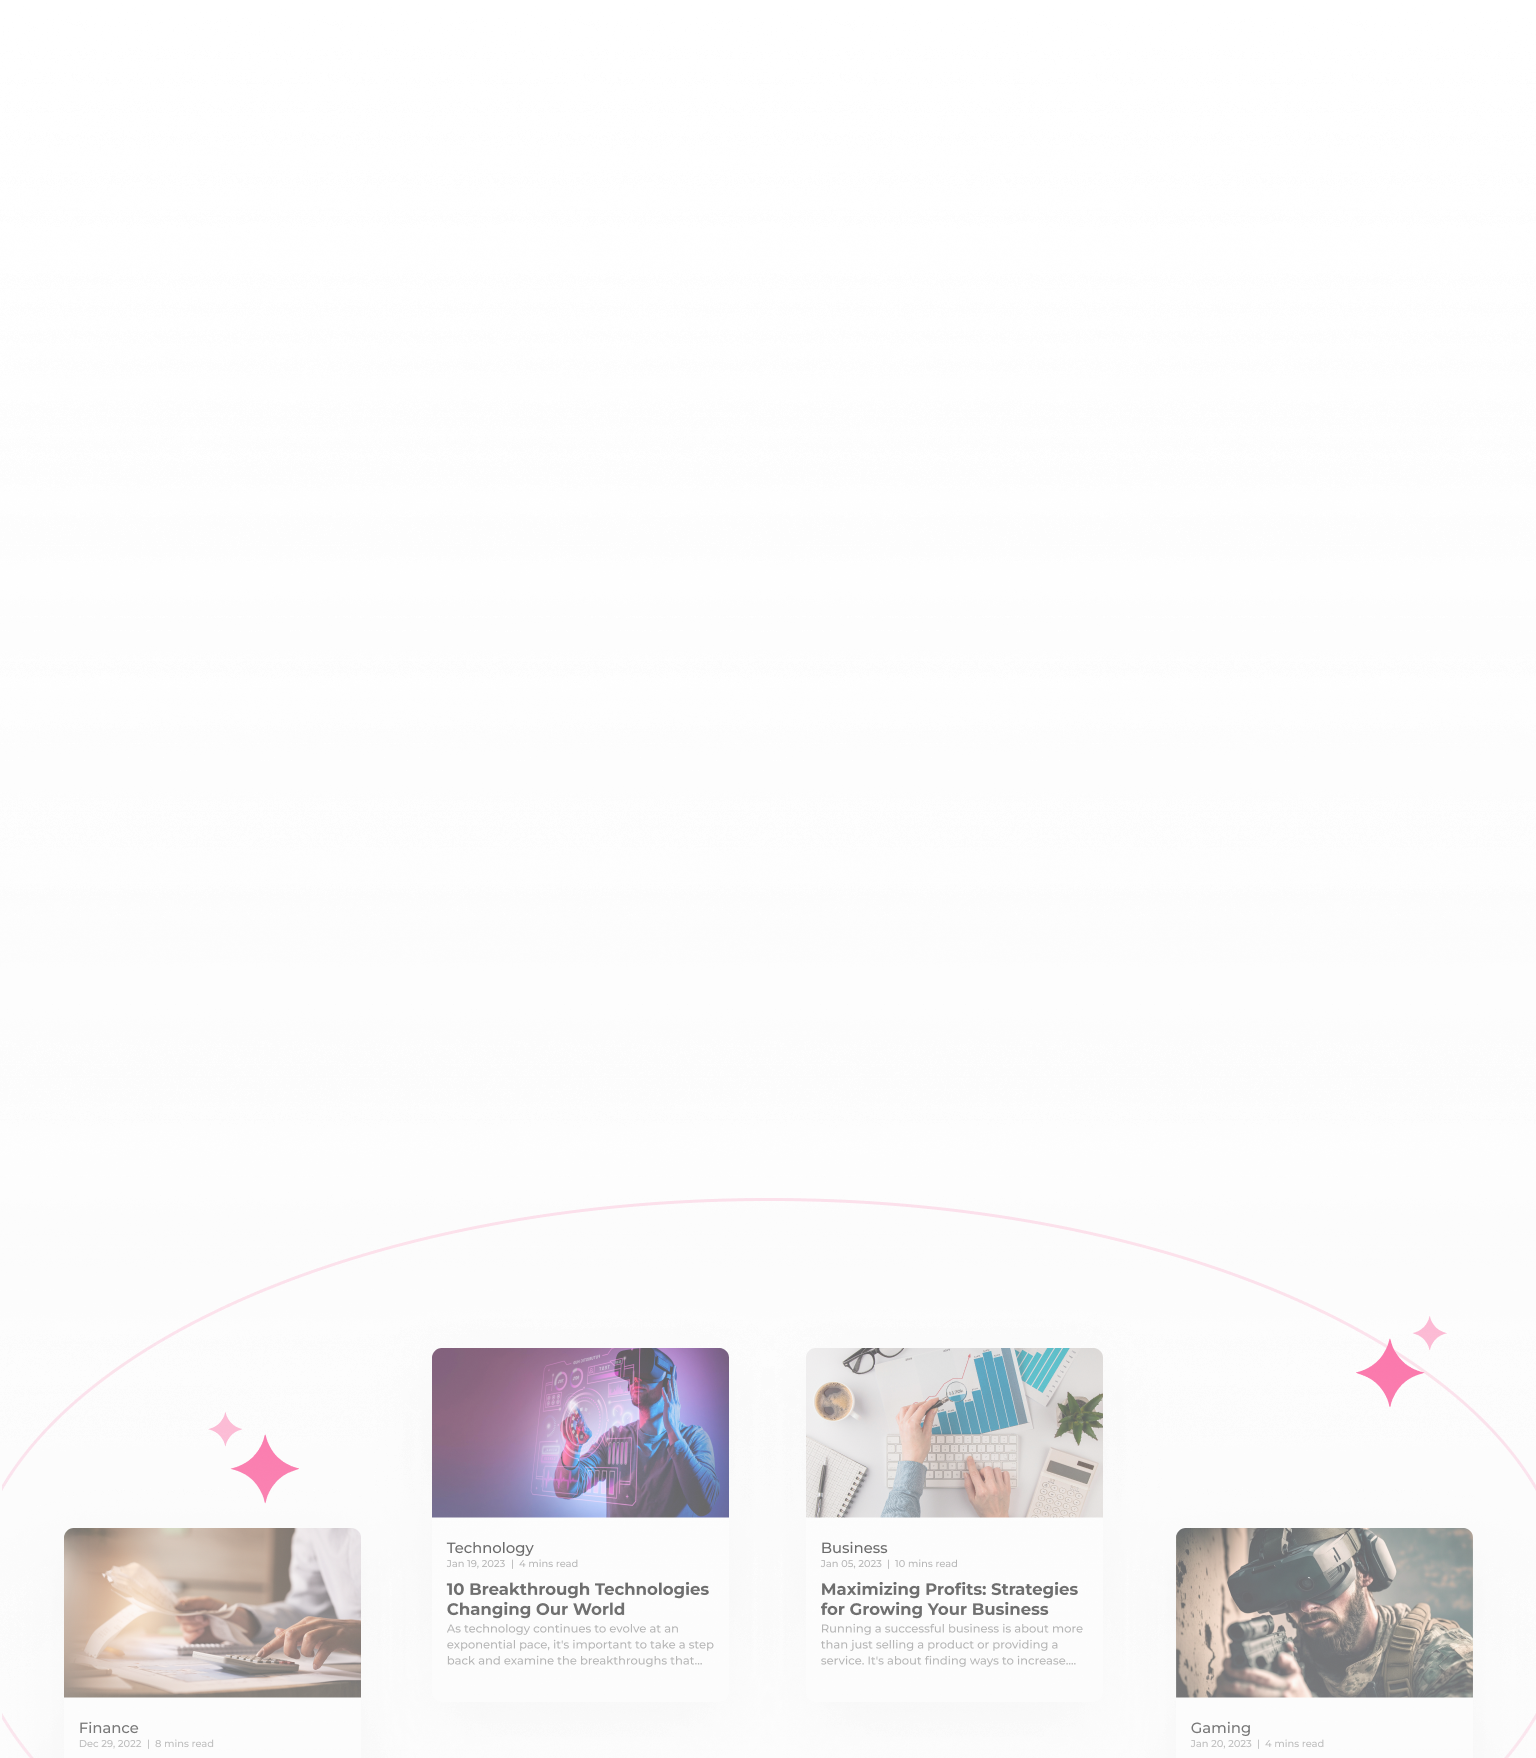 Technology
Jan 19, 2023 | 4 mins read
10 Breakthrough Technologies
Changing Our World
As technology continues to evolve at an
exponential pace, it's important to take a step
back and examine the breakthroughs that...
Business
Jan 05, 2023 | 10 mins read
Maximizing Profits: Strategies
for Growing Your Business
Running a successful business is about more
than just selling a product or providing a
service. It's about finding ways to increase....
Finance
Dec 29, 2022 | 8 mins read
Gaming
Jan 20, 2023 | 4 mins read